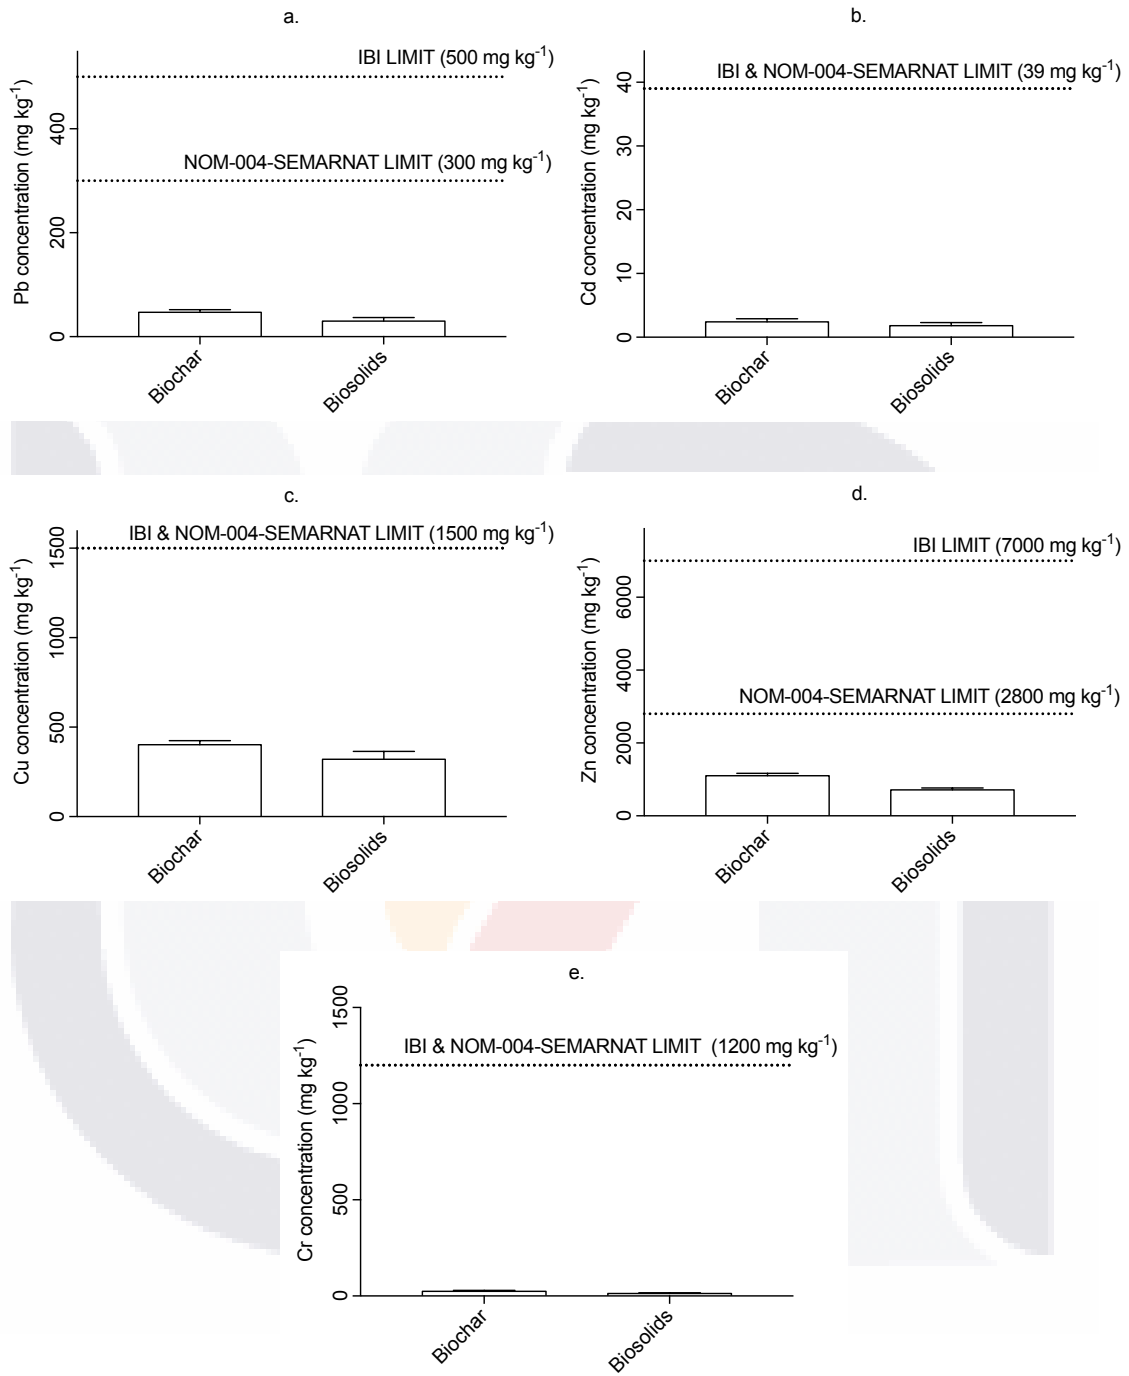 a.
IBI LIMIT (500 mg kg⁻¹)
NOM-004-SEMARNAT LIMIT (300 mg kg⁻¹)
Pb concentration (mg kg⁻¹)
400
200
0
Biochar
Biosolids
b.
IBI & NOM-004-SEMARNAT LIMIT (39 mg kg⁻¹)
Cd concentration (mg kg⁻¹)
40
30
20
10
0
Biochar
Biosolids
c.
IBI & NOM-004-SEMARNAT LIMIT (1500 mg kg⁻¹)
Cu concentration (mg kg⁻¹)
1500
1000
500
0
Biochar
Biosolids
d.
IBI LIMIT (7000 mg kg⁻¹)
NOM-004-SEMARNAT LIMIT (2800 mg kg⁻¹)
Zn concentration (mg kg⁻¹)
6000
4000
2000
0
Biochar
Biosolids
e.
IBI & NOM-004-SEMARNAT LIMIT (1200 mg kg⁻¹)
Cr concentration (mg kg⁻¹)
1500
1000
500
0
Biochar
Biosolids